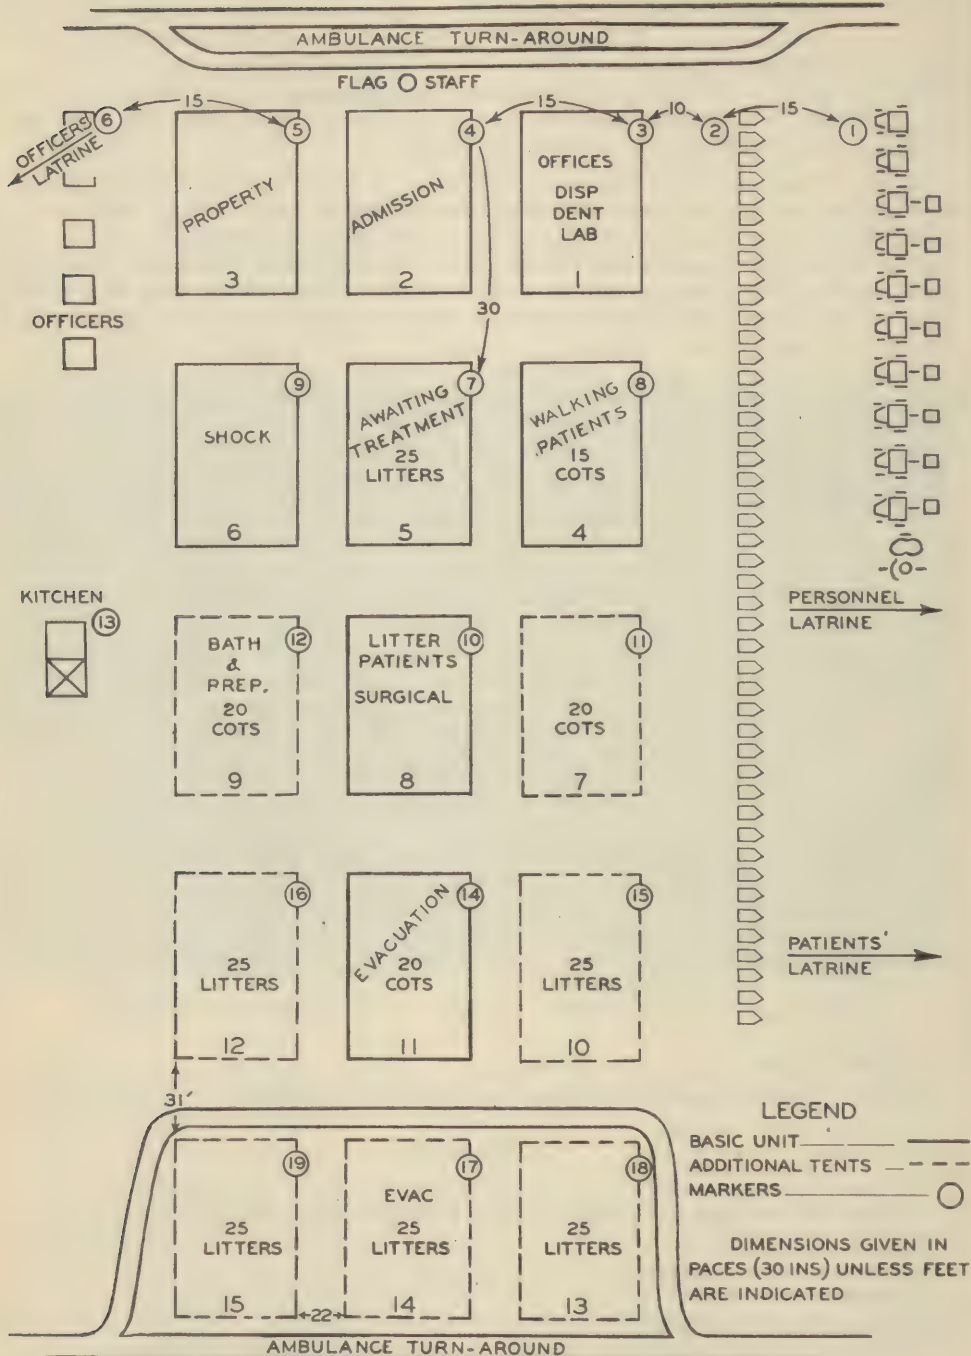 AMBULANCE TURN-AROUND
FLAG STAFF
15
15
10
15
6
5
4
3
2
1
OFFICERS
LATRINE
PROPERTY
3
ADMISSION
2
OFFICES
DISP
DENT
LAB
1
30
OFFICERS
9
SHOCK
6
7
AWAITING
TREATMENT
25
LITTERS
5
8
WALKING
PATIENTS
15
COTS
4
KITCHEN
13
12
BATH
&
PREP.
20
COTS
9
10
LITTER
PATIENTS
SURGICAL
8
11
20
COTS
7
PERSONNEL
LATRINE
16
25
LITTERS
12
14
EVACUATION
20
COTS
11
15
25
LITTERS
10
PATIENTS'
LATRINE
31'
19
25
LITTERS
15
22
17
EVAC
25
LITTERS
14
18
25
LITTERS
13
AMBULANCE TURN-AROUND
LEGEND
BASIC UNIT
ADDITIONAL TENTS
MARKERS
DIMENSIONS GIVEN IN
PACES (30 INS) UNLESS FEET
ARE INDICATED